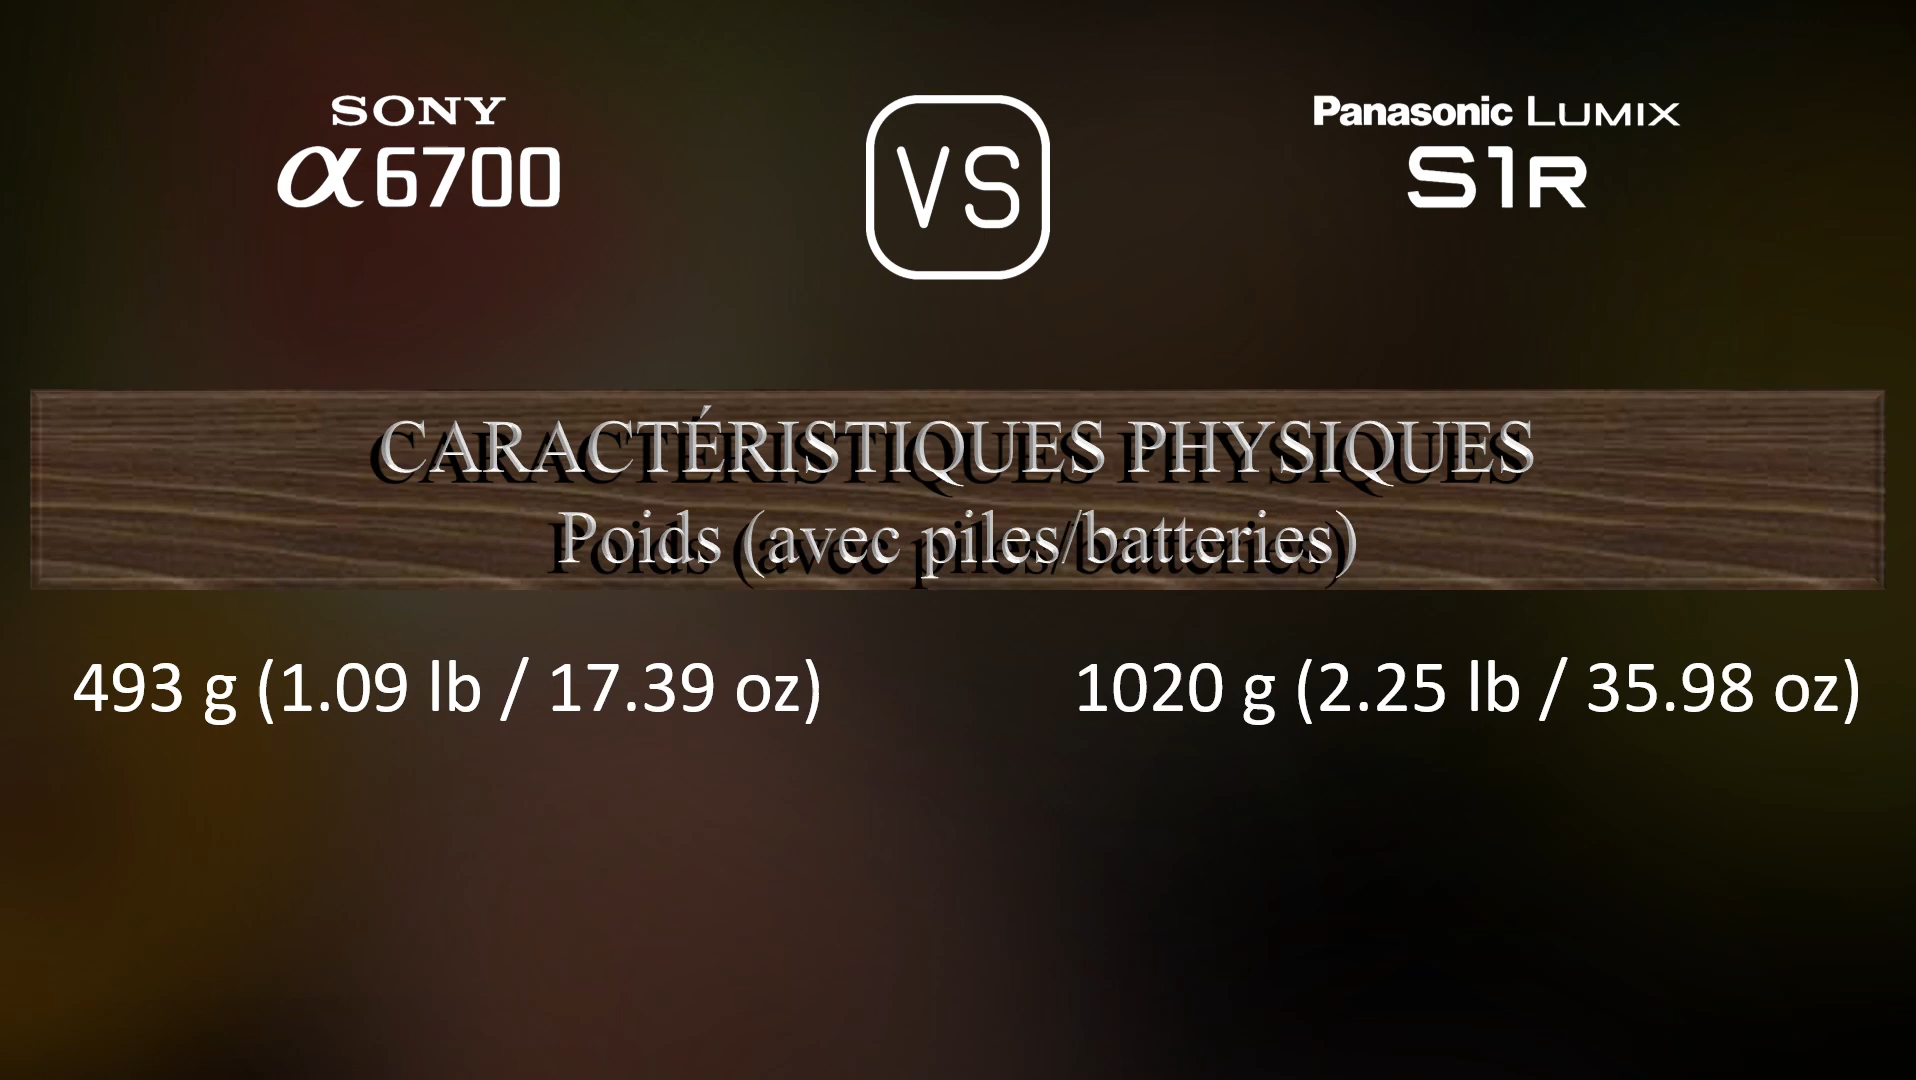 SONY
α6700
VS
Panasonic LUMIX
S1R
CARACTÉRISTIQUES PHYSIQUES
Poids (avec piles/batteries)
493 g (1.09 lb / 17.39 oz)
1020 g (2.25 lb / 35.98 oz)